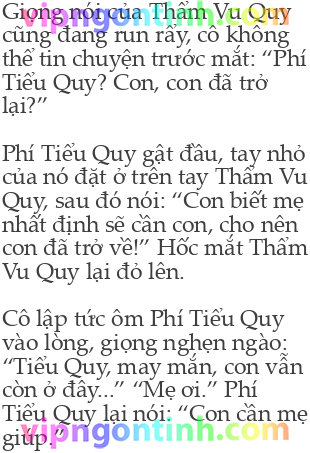 Giọng nói của Thẩm Vu Quy
vipngontinh.com
cũng đang run rẩy, cô không
thể tin chuyện trước mắt: “Phí
Tiểu Quy? Con, con đã trở
lại?”
Phí Tiểu Quy gật đầu, tay nhỏ
của nó đặt ở trên tay Thẩm Vu
Quy, sau đó nói: “Con biết mẹ
nhất định sẽ cần con, cho nên
con đã trở về!” Hốc mắt Thẩm
Vu Quy lại đỏ lên.
Cô lập tức ôm Phí Tiểu Quy
vào lòng, giọng nghẹn ngào:
“Tiểu Quy, may mắn, con vẫn
còn ở đây...” “Mẹ ơi.” Phí
Tiểu Quy lại nói: “Con cần mẹ
giúp.”
vipngontinh.com